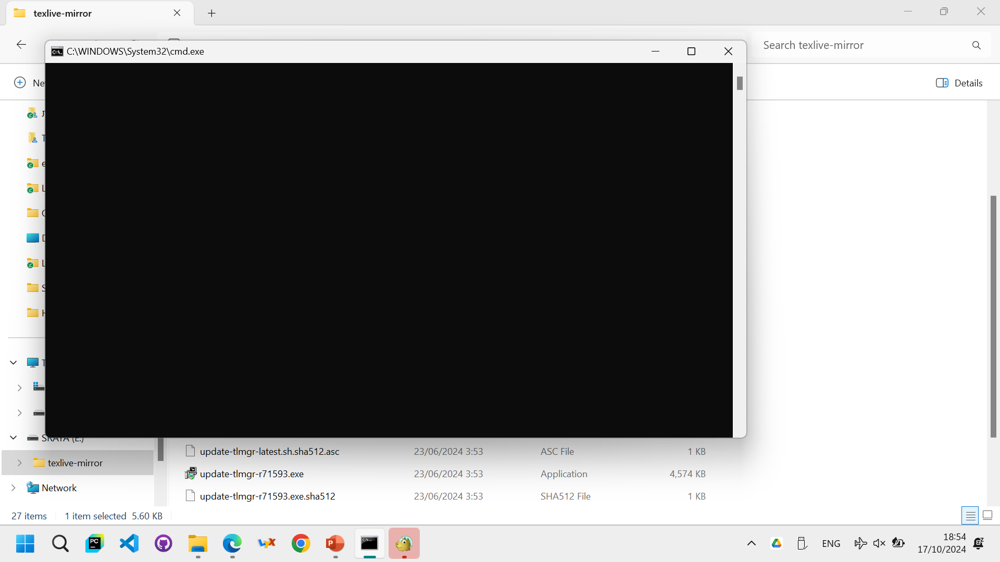 texlive-mirror
C:\WINDOWS\System32\cmd.exe
Search texlive-mirror
Details
texlive-mirror
Network
update-tlmgr-latest.sh.sha512.asc 23/06/2024 3:53 ASC File 1 KB
update-tlmgr-r71593.exe 23/06/2024 3:53 Application 4,574 KB
update-tlmgr-r71593.exe.sha512 23/06/2024 3:53 SHA512 File 1 KB
27 items 1 item selected 5.60 KB
ENG
18:54
17/10/2024